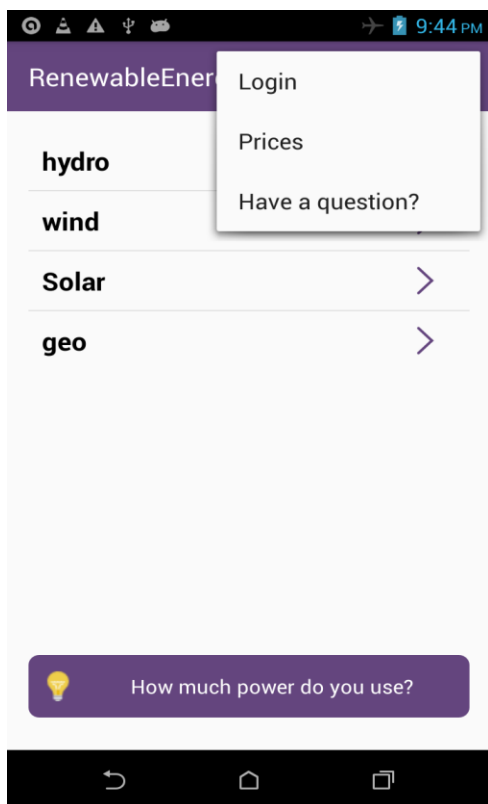 9:44 PM
RenewableEner
Login
Prices
Have a question?
hydro
wind
Solar
geo
How much power do you use?